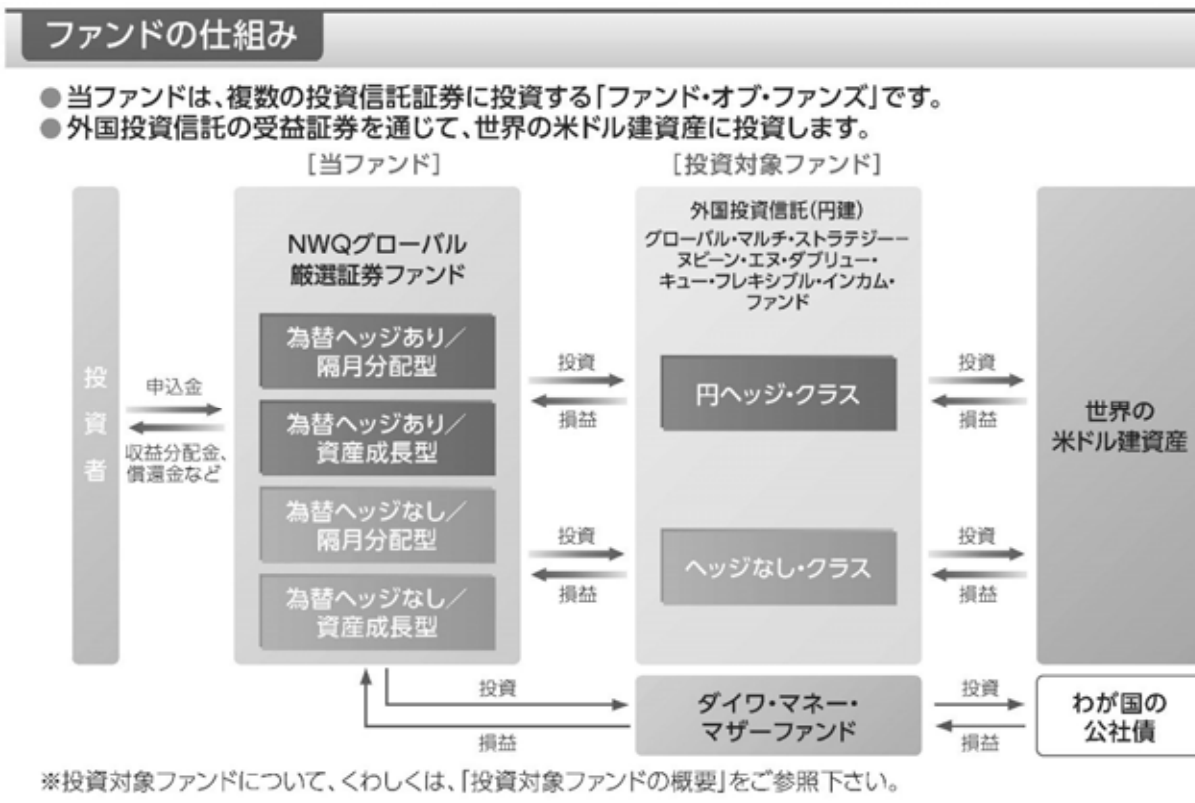 ファンドの仕組み
●当ファンドは、複数の投資信託証券に投資する「ファンド・オブ・ファンズ」です。
●外国投資信託の受益証券を通じて、世界の米ドル建資産に投資します。
[当ファンド]
[投資対象ファンド]
投資者
申込金
収益分配金、
償還金など
NWQグローバル
厳選証券ファンド
為替ヘッジあり／
隔月分配型
為替ヘッジあり／
資産成長型
為替ヘッジなし／
隔月分配型
為替ヘッジなし／
資産成長型
投資
損益
投資
損益
外国投資信託(円建)
グローバル・マルチ・ストラテジー－
ヌビーン・エヌ・ダブリュー・
キュー・フレキシブル・インカム・
ファンド
円ヘッジ・クラス
ヘッジなし・クラス
投資
損益
投資
損益
世界の
米ドル建資産
投資
損益
ダイワ・マネー・
マザーファンド
投資
損益
わが国の
公社債
※投資対象ファンドについて、くわしくは、「投資対象ファンドの概要」をご参照下さい。